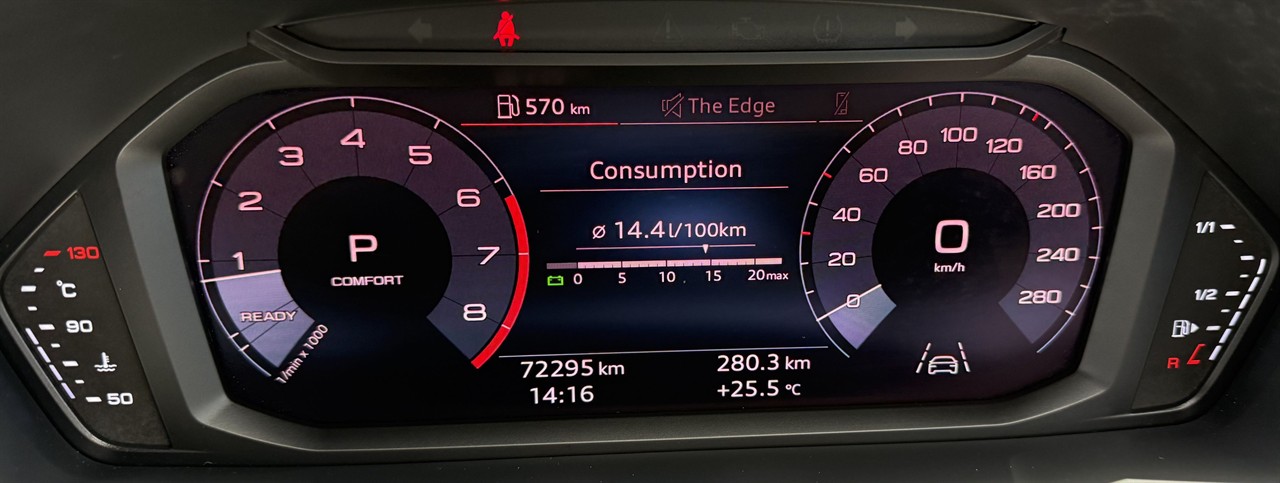 570 km
The Edge
Consumption
⌀ 14.4 l/100km
0 5 10 15 20max
72295 km 280.3 km
14:16 +25.5 °C
1 2 3 4 5 6 7 8
P
COMFORT
READY
1/min x 1000
0 20 40 60 80 100 120 160 200 240 280
0
km/h
130
°C
90
50
1/1
1/2
R